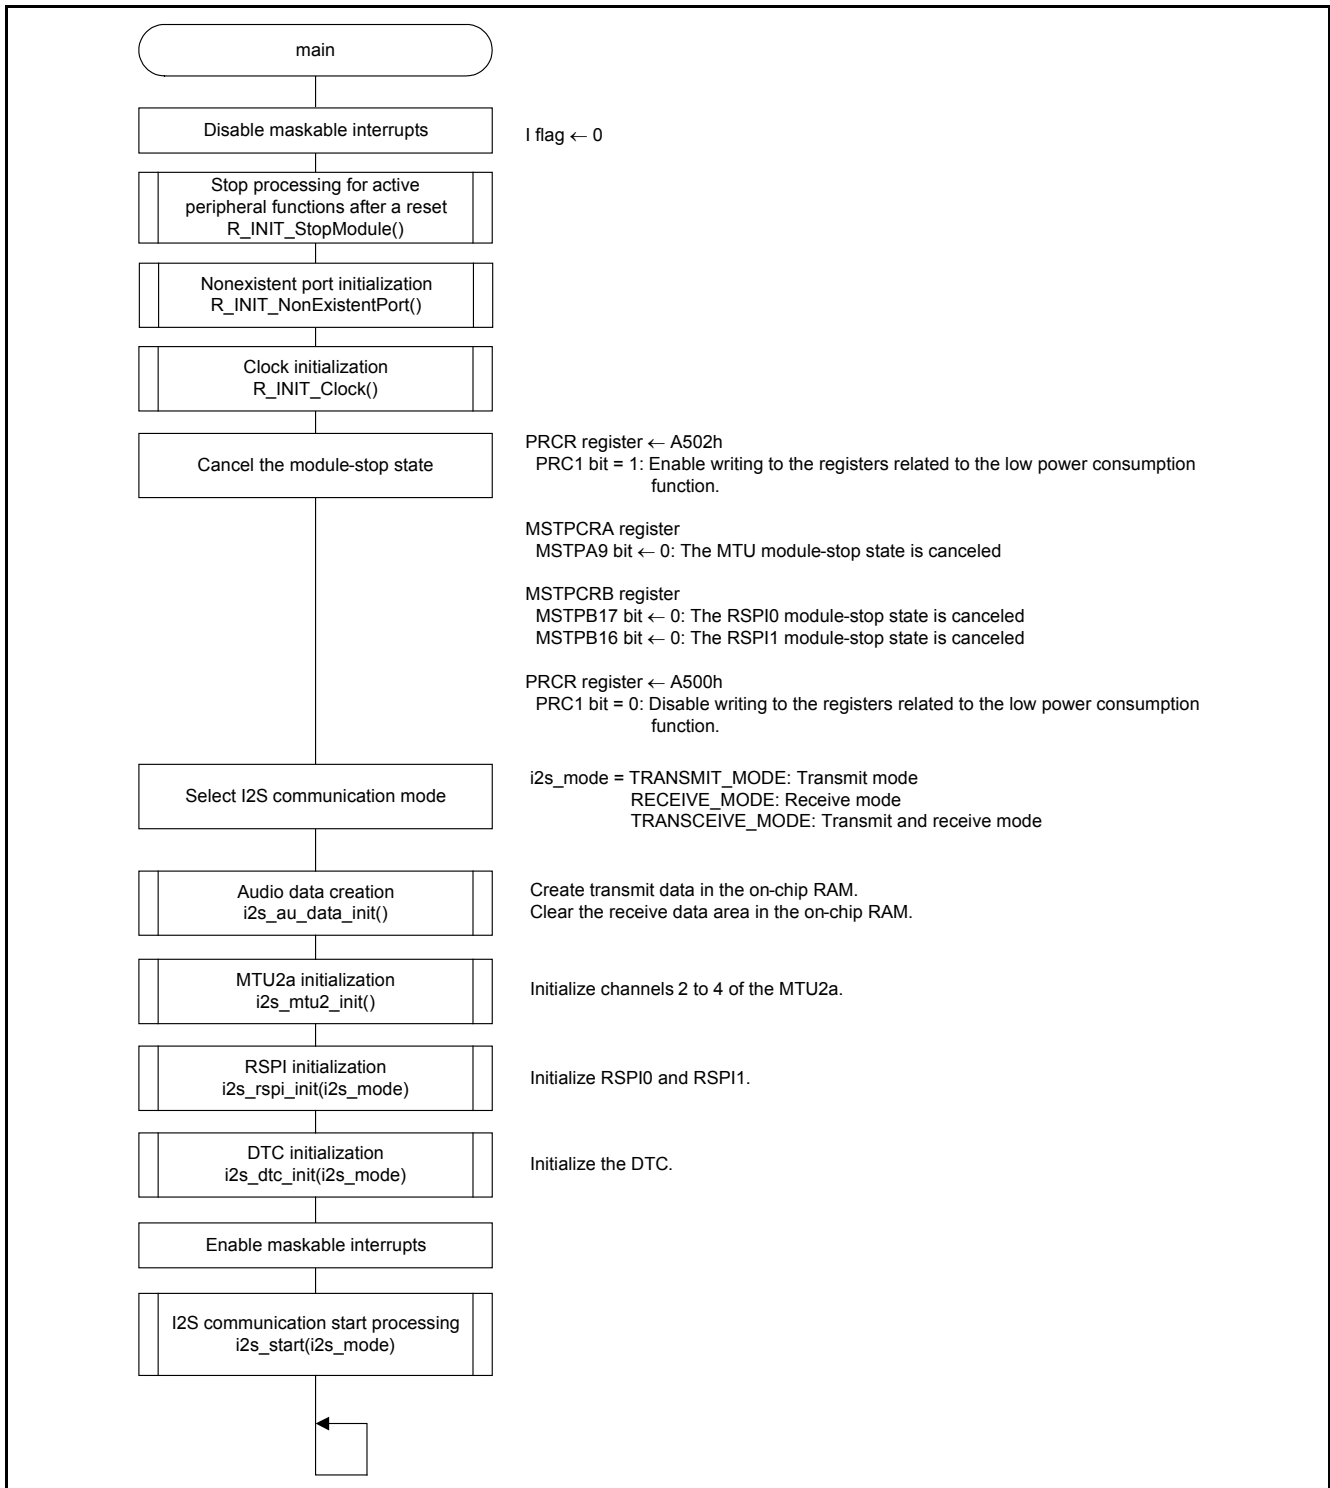 main
Disable maskable interrupts
I flag ← 0
Stop processing for active
peripheral functions after a reset
R_INIT_StopModule()
Nonexistent port initialization
R_INIT_NonExistentPort()
Clock initialization
R_INIT_Clock()
Cancel the module-stop state
PRCR register ← A502h
PRC1 bit = 1: Enable writing to the registers related to the low power consumption
function.
MSTPCRA register
MSTPA9 bit ← 0: The MTU module-stop state is canceled
MSTPCRB register
MSTPB17 bit ← 0: The RSPI0 module-stop state is canceled
MSTPB16 bit ← 0: The RSPI1 module-stop state is canceled
PRCR register ← A500h
PRC1 bit = 0: Disable writing to the registers related to the low power consumption
function.
Select I2S communication mode
i2s_mode = TRANSMIT_MODE: Transmit mode
RECEIVE_MODE: Receive mode
TRANSCEIVE_MODE: Transmit and receive mode
Audio data creation
i2s_au_data_init()
Create transmit data in the on-chip RAM.
Clear the receive data area in the on-chip RAM.
MTU2a initialization
i2s_mtu2_init()
Initialize channels 2 to 4 of the MTU2a.
RSPI initialization
i2s_rspi_init(i2s_mode)
Initialize RSPI0 and RSPI1.
DTC initialization
i2s_dtc_init(i2s_mode)
Initialize the DTC.
Enable maskable interrupts
I2S communication start processing
i2s_start(i2s_mode)